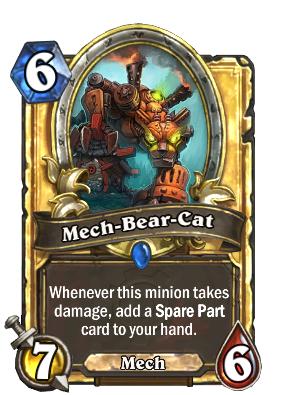 6
Mech-Bear-Cat
Whenever this minion takes
damage, add a Spare Part
card to your hand.
7
Mech
6